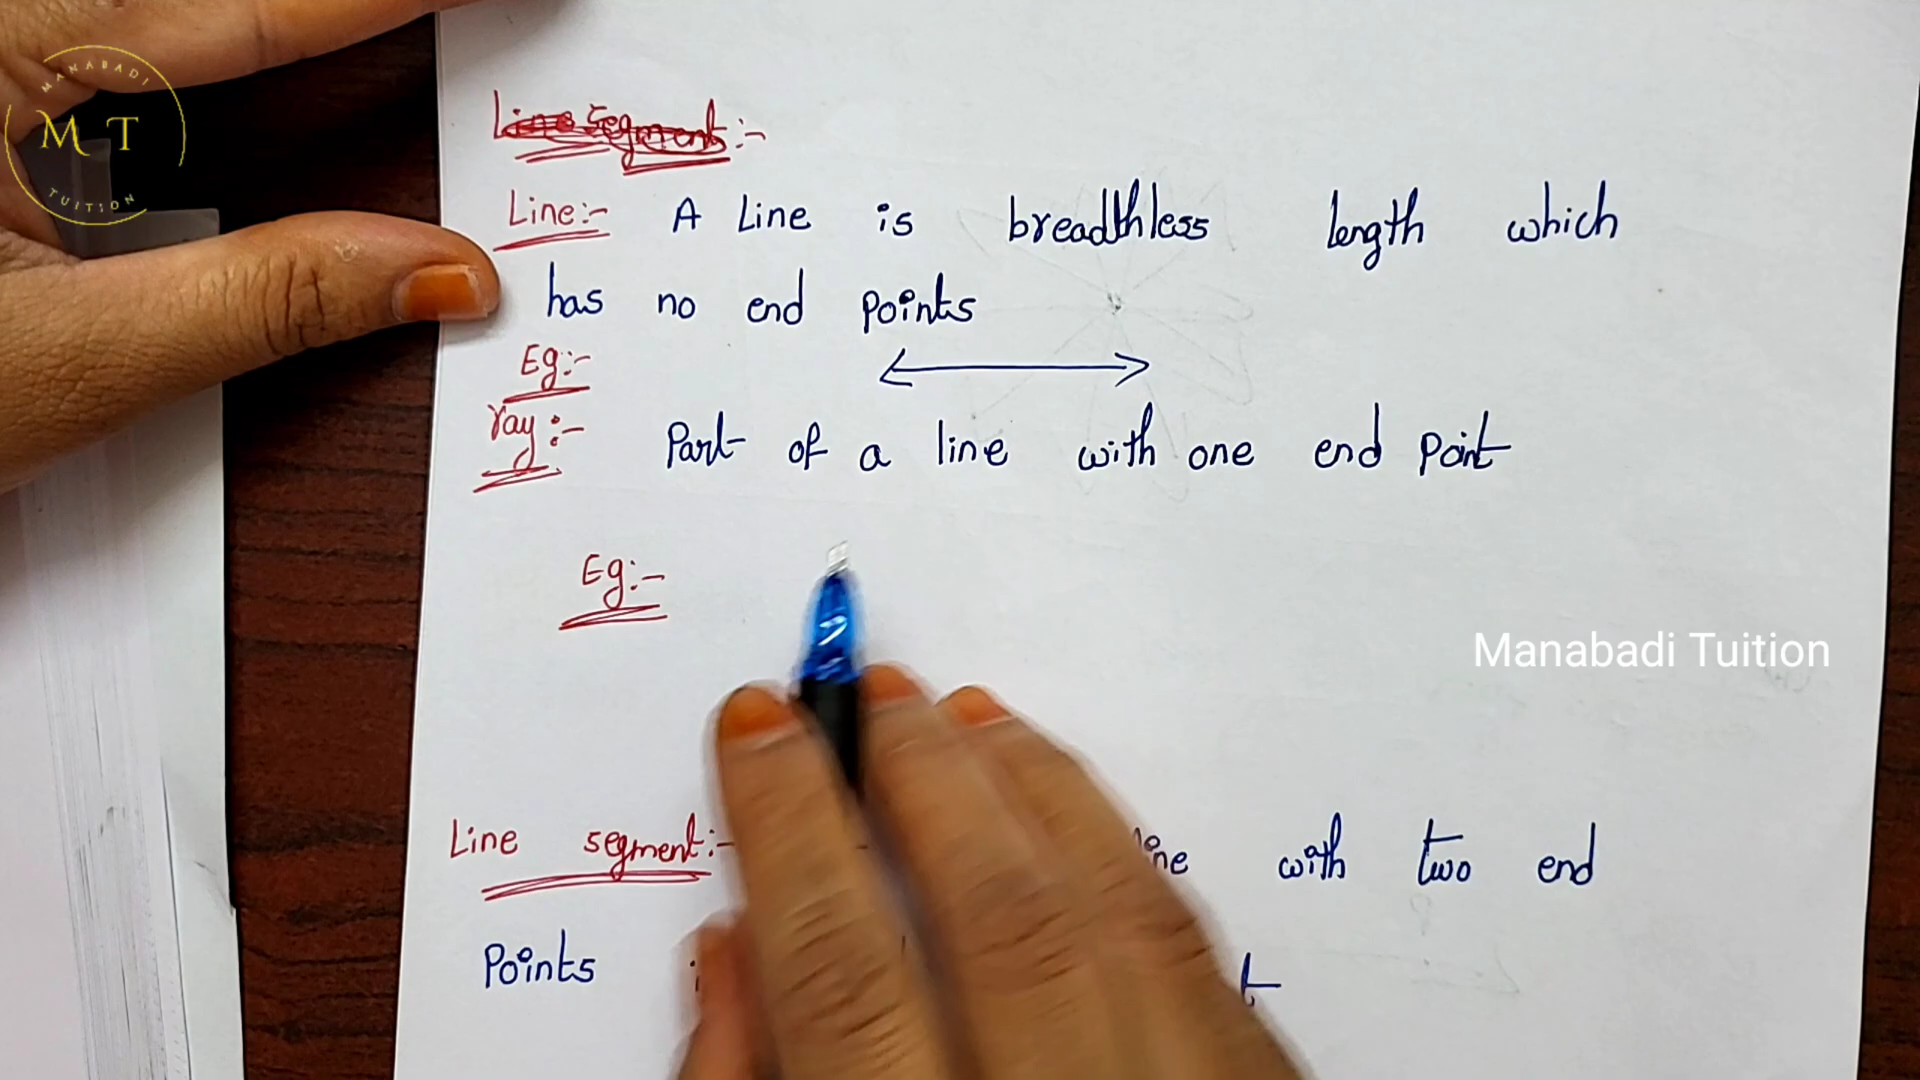 MANABADI
M T
TUITION
Line Segment :-
Line:- A Line is breadthless length which
has no end points
Eg:-
ray:- Part of a line with one end point
Eg:-
Manabadi Tuition
Line segment:- with two end
Points